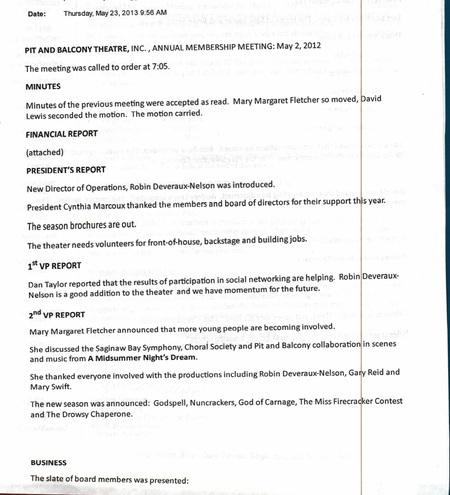 Date: Thursday, May 23, 2013 9:56 AM
PIT AND BALCONY THEATRE, INC. , ANNUAL MEMBERSHIP MEETING: May 2, 2012
The meeting was called to order at 7:05.
MINUTES
Minutes of the previous meeting were accepted as read. Mary Margaret Fletcher so moved, David
Lewis seconded the motion. The motion carried.
FINANCIAL REPORT
(attached)
PRESIDENT'S REPORT
New Director of Operations, Robin Deveraux-Nelson was introduced.
President Cynthia Marcoux thanked the members and board of directors for their support this year.
The season brochures are out.
The theater needs volunteers for front-of-house, backstage and building jobs.
1st VP REPORT
Dan Taylor reported that the results of participation in social networking are helping. Robin Deveraux-
Nelson is a good addition to the theater and we have momentum for the future.
2nd VP REPORT
Mary Margaret Fletcher announced that more young people are becoming involved.
She discussed the Saginaw Bay Symphony, Choral Society and Pit and Balcony collaboration in scenes
and music from A Midsummer Night's Dream.
She thanked everyone involved with the productions including Robin Deveraux-Nelson, Gary Reid and
Mary Swift.
The new season was announced: Godspell, Nuncrackers, God of Carnage, The Miss Firecracker Contest
and The Drowsy Chaperone.
BUSINESS
The slate of board members was presented: